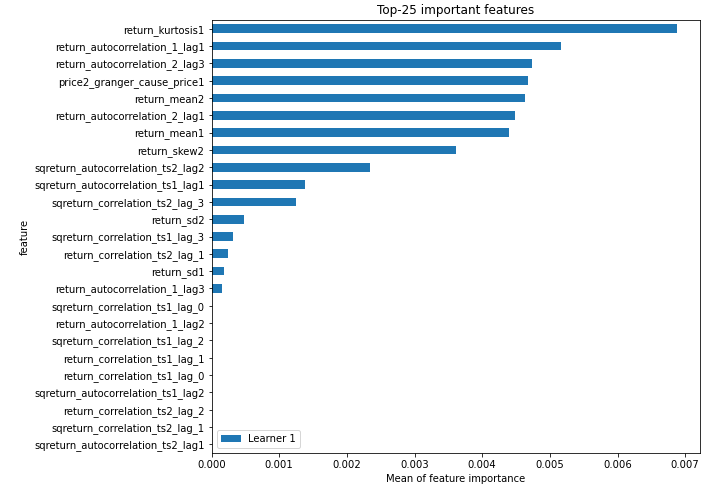 Top-25 important features
return_kurtosis1
return_autocorrelation_1_lag1
return_autocorrelation_2_lag3
price2_granger_cause_price1
return_mean2
return_autocorrelation_2_lag1
return_mean1
return_skew2
sqreturn_autocorrelation_ts2_lag2
sqreturn_autocorrelation_ts1_lag1
sqreturn_correlation_ts2_lag_3
return_sd2
sqreturn_correlation_ts1_lag_3
return_correlation_ts2_lag_1
return_sd1
return_autocorrelation_1_lag3
sqreturn_correlation_ts1_lag_0
return_autocorrelation_1_lag2
sqreturn_correlation_ts1_lag_2
return_correlation_ts1_lag_1
return_correlation_ts1_lag_0
sqreturn_autocorrelation_ts1_lag2
return_correlation_ts2_lag_2
sqreturn_correlation_ts2_lag_1
sqreturn_autocorrelation_ts2_lag1
feature
Learner 1
0.000 0.001 0.002 0.003 0.004 0.005 0.006 0.007
Mean of feature importance